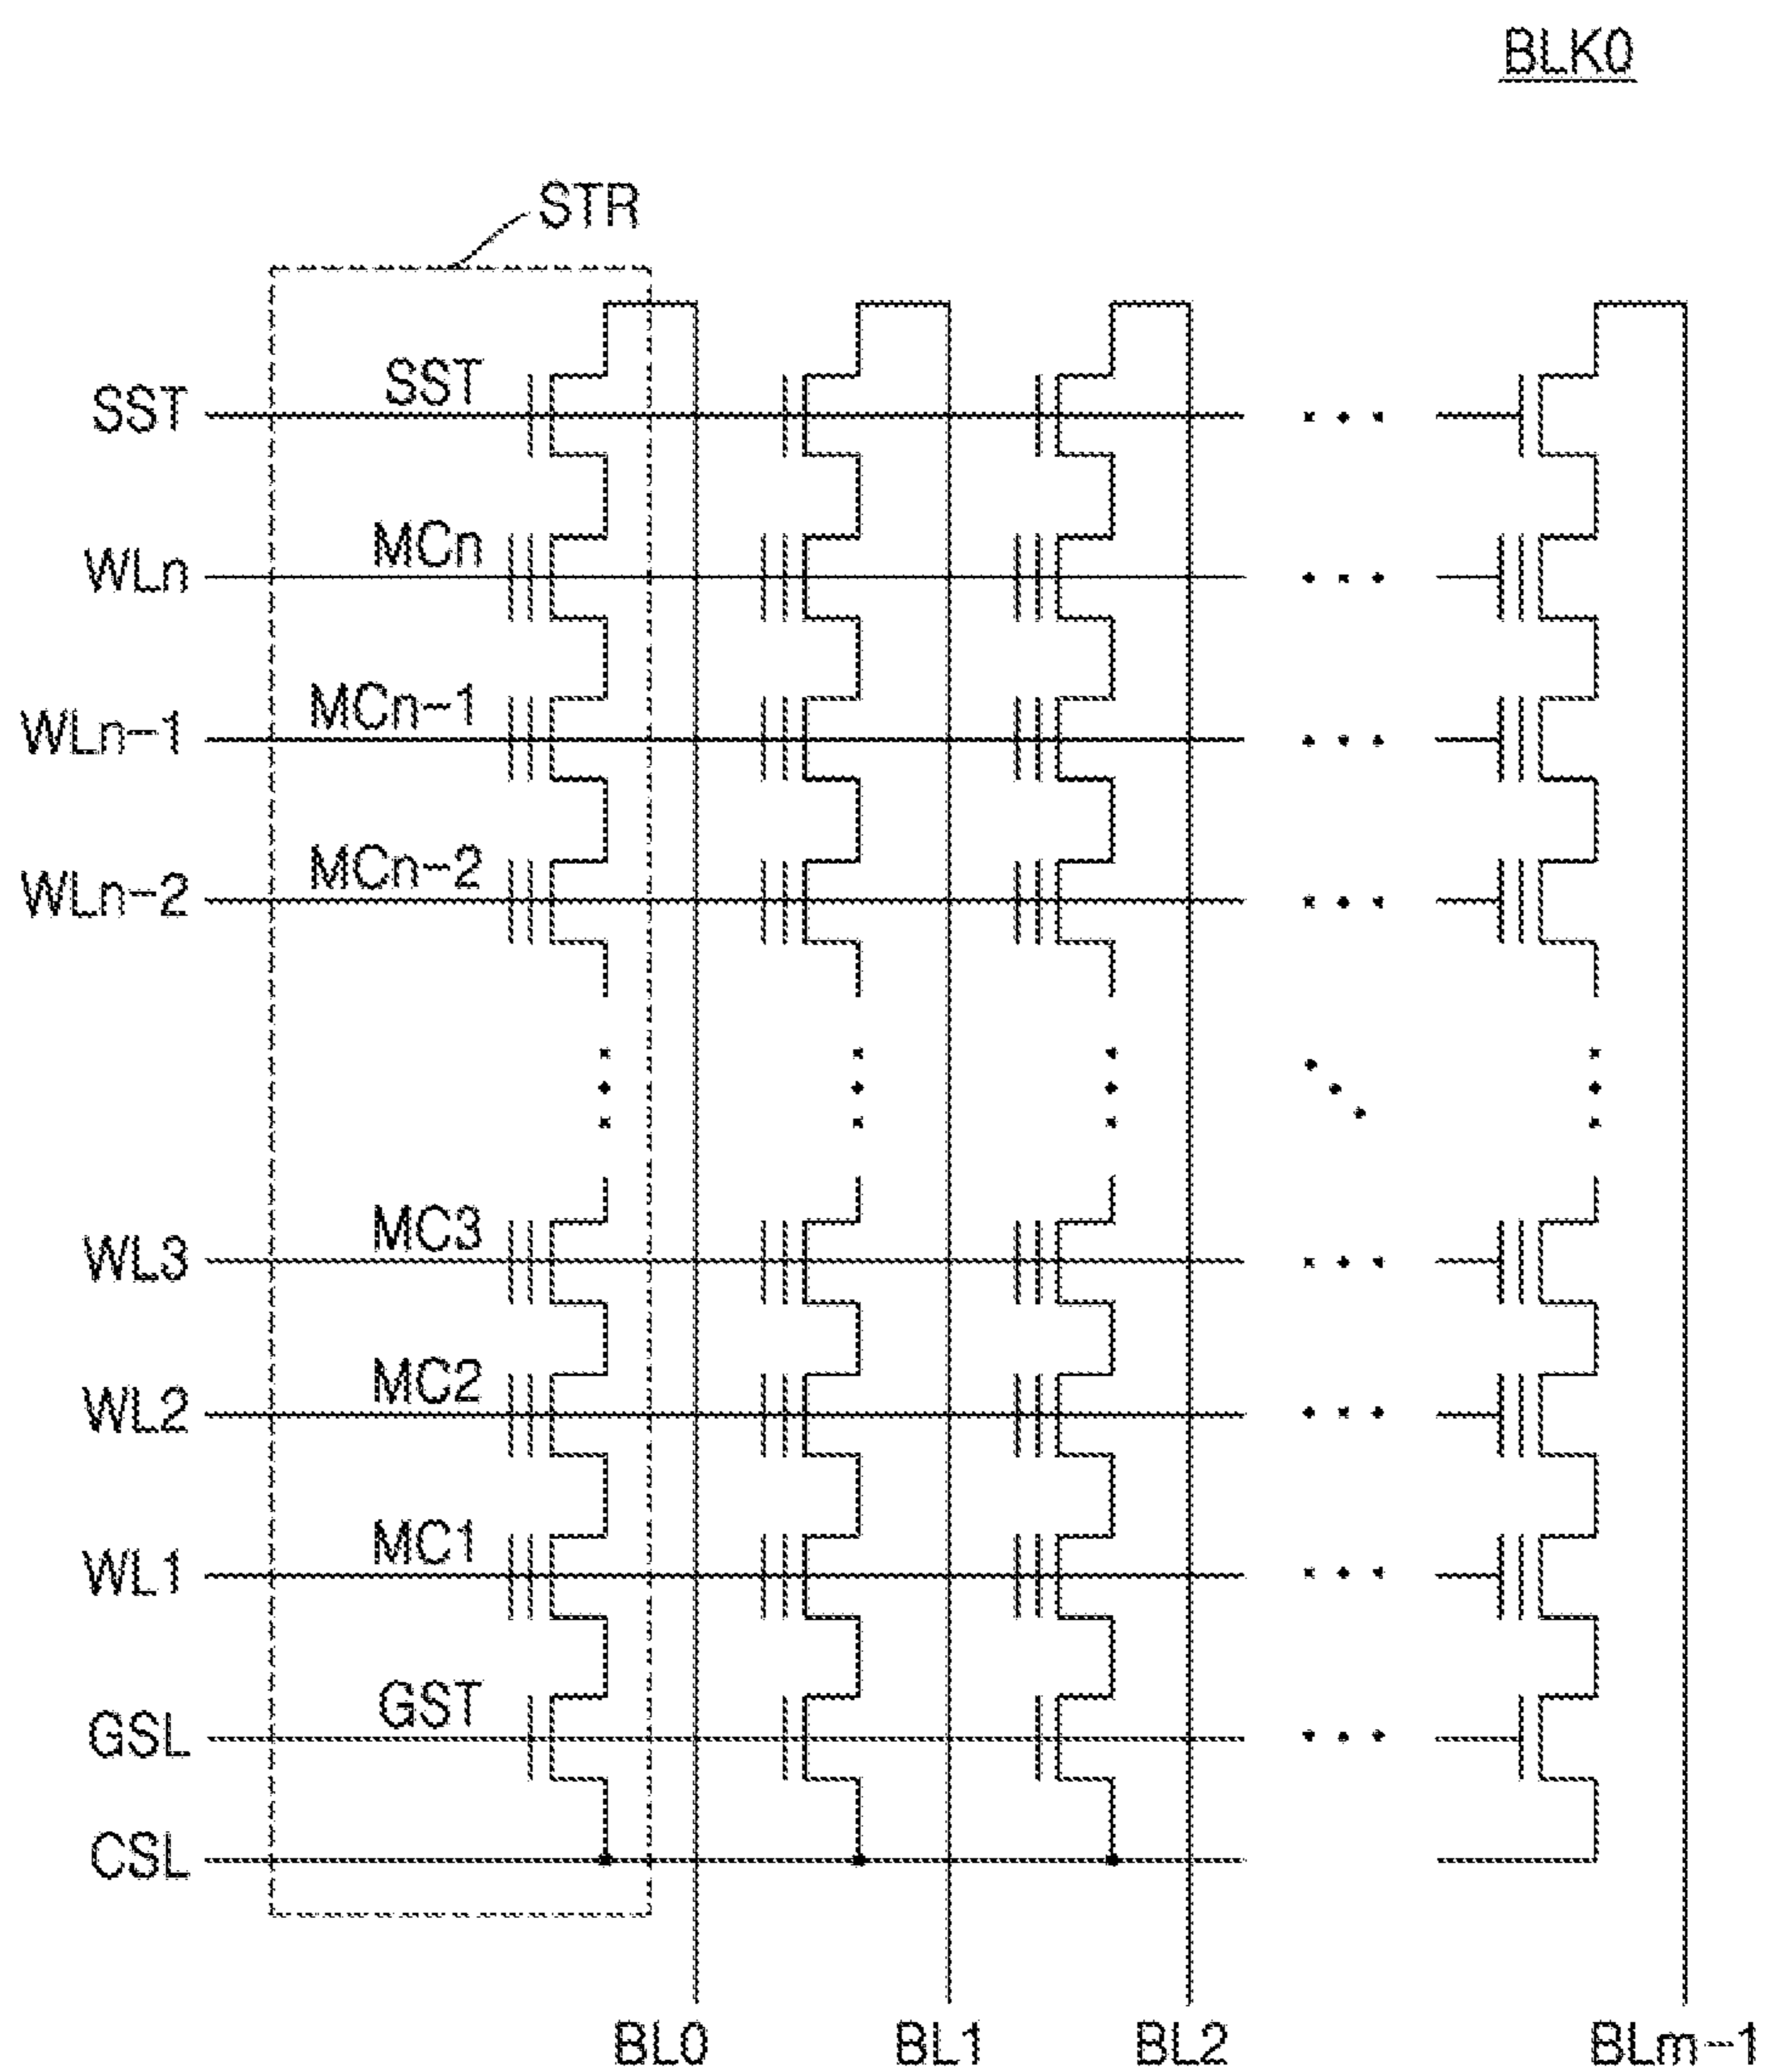 BLK0
STR
SST SST
WLn MCn
WLn-1 MCn-1
WLn-2 MCn-2
WL3 MC3
WL2 MC2
WL1 MC1
GSL GST
CSL
BL0 BL1 BL2 BLm-1